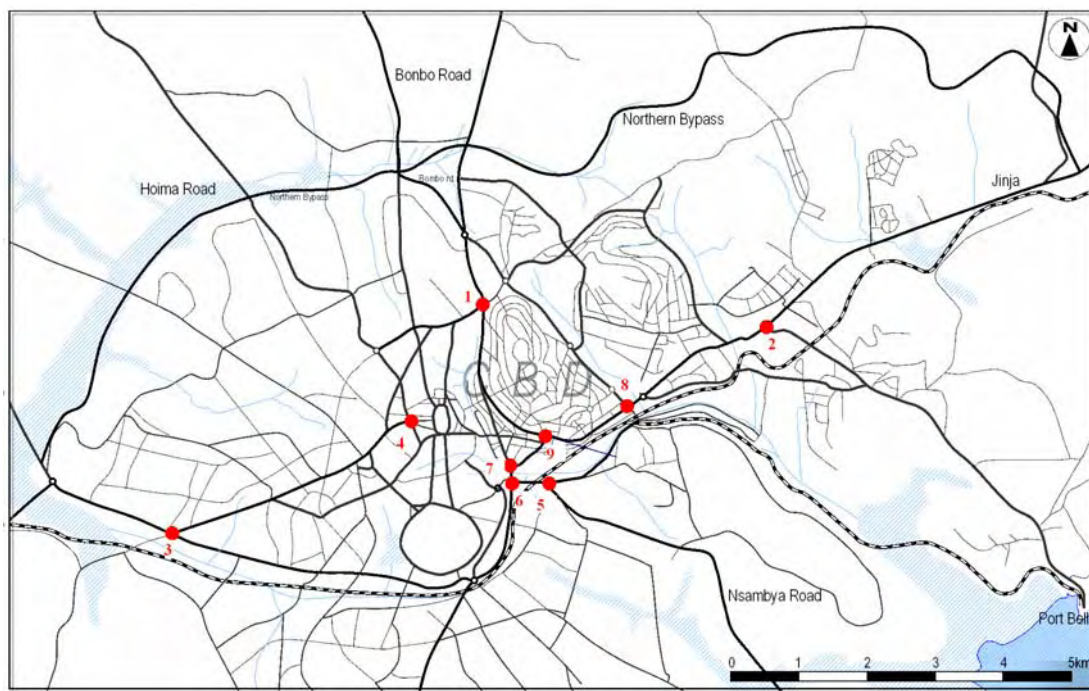 N
Bonbo Road
Northern Bypass
Bonbo rd
Jinja
Hoima Road
Northern Bypass
1
2
C B D
8
4
9
7
6
5
3
Nsambya Road
Port Bell
0 1 2 3 4 5km